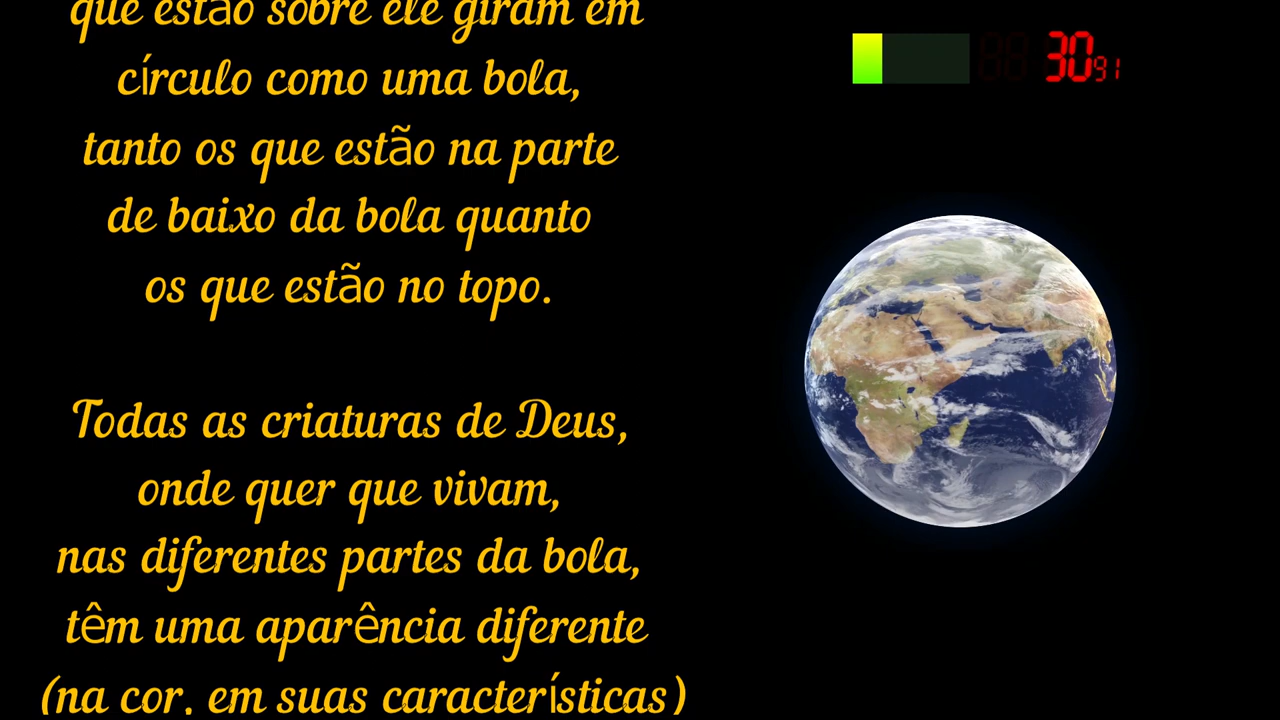 que estão sobre ele giram em
círculo como uma bola,
tanto os que estão na parte
de baixo da bola quanto
os que estão no topo.
Todas as criaturas de Deus,
onde quer que vivam,
nas diferentes partes da bola,
têm uma aparência diferente
(na cor, em suas características)
3091